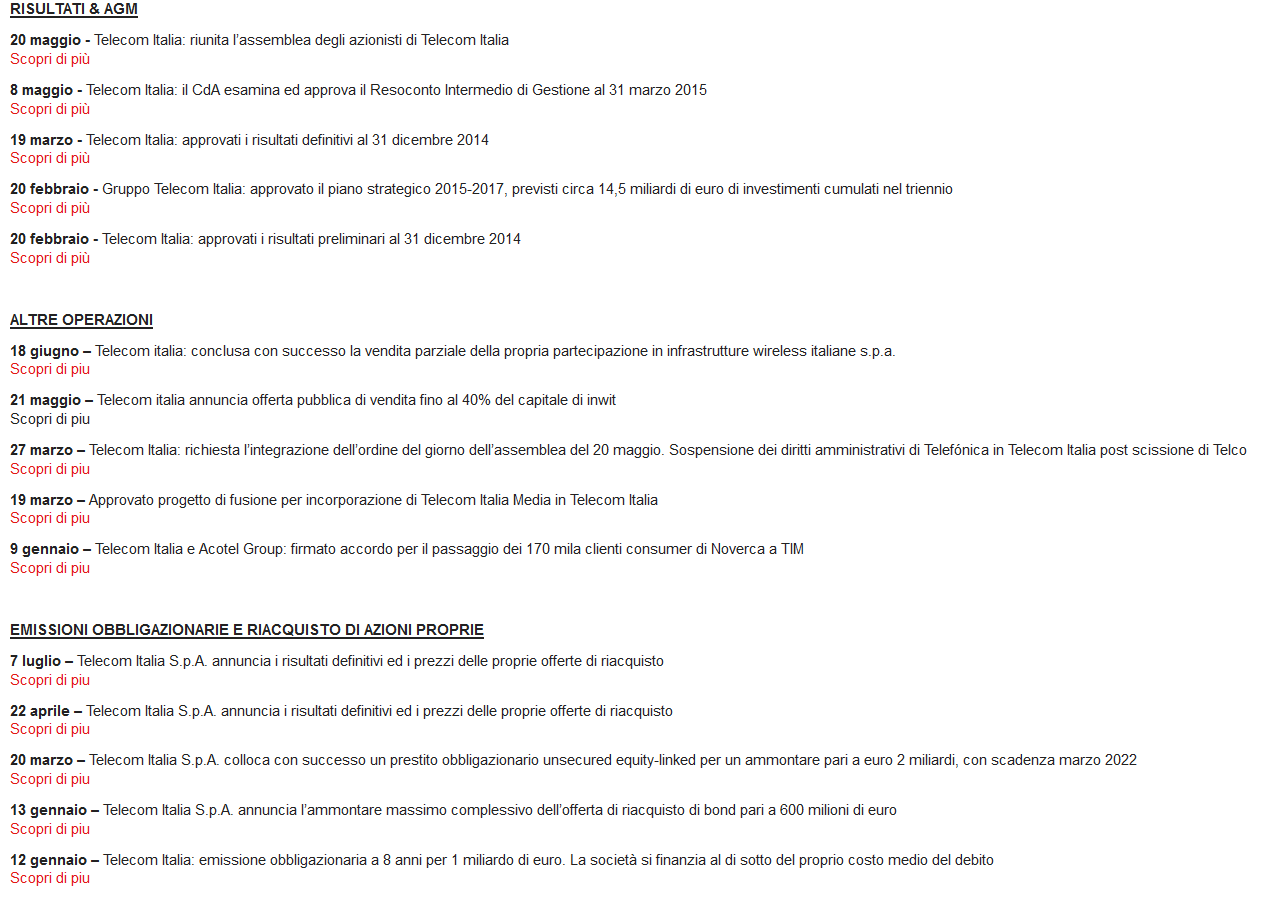 RISULTATI & AGM
20 maggio - Telecom Italia: riunita l’assemblea degli azionisti di Telecom Italia
Scopri di più
8 maggio - Telecom Italia: il CdA esamina ed approva il Resoconto Intermedio di Gestione al 31 marzo 2015
Scopri di più
19 marzo - Telecom Italia: approvati i risultati definitivi al 31 dicembre 2014
Scopri di più
20 febbraio - Gruppo Telecom Italia: approvato il piano strategico 2015-2017, previsti circa 14,5 miliardi di euro di investimenti cumulati nel triennio
Scopri di più
20 febbraio - Telecom Italia: approvati i risultati preliminari al 31 dicembre 2014
Scopri di più
ALTRE OPERAZIONI
18 giugno – Telecom italia: conclusa con successo la vendita parziale della propria partecipazione in infrastrutture wireless italiane s.p.a.
Scopri di piu
21 maggio – Telecom italia annuncia offerta pubblica di vendita fino al 40% del capitale di inwit
Scopri di piu
27 marzo – Telecom Italia: richiesta l’integrazione dell’ordine del giorno dell’assemblea del 20 maggio. Sospensione dei diritti amministrativi di Telefónica in Telecom Italia post scissione di Telco
Scopri di piu
19 marzo – Approvato progetto di fusione per incorporazione di Telecom Italia Media in Telecom Italia
Scopri di piu
9 gennaio – Telecom Italia e Acotel Group: firmato accordo per il passaggio dei 170 mila clienti consumer di Noverca a TIM
Scopri di piu
EMISSIONI OBBLIGAZIONARIE E RIACQUISTO DI AZIONI PROPRIE
7 luglio – Telecom Italia S.p.A. annuncia i risultati definitivi ed i prezzi delle proprie offerte di riacquisto
Scopri di piu
22 aprile – Telecom Italia S.p.A. annuncia i risultati definitivi ed i prezzi delle proprie offerte di riacquisto
Scopri di piu
20 marzo – Telecom Italia S.p.A. colloca con successo un prestito obbligazionario unsecured equity-linked per un ammontare pari a euro 2 miliardi, con scadenza marzo 2022
Scopri di piu
13 gennaio – Telecom Italia S.p.A. annuncia l’ammontare massimo complessivo dell’offerta di riacquisto di bond pari a 600 milioni di euro
Scopri di piu
12 gennaio – Telecom Italia: emissione obbligazionaria a 8 anni per 1 miliardo di euro. La società si finanzia al di sotto del proprio costo medio del debito
Scopri di piu